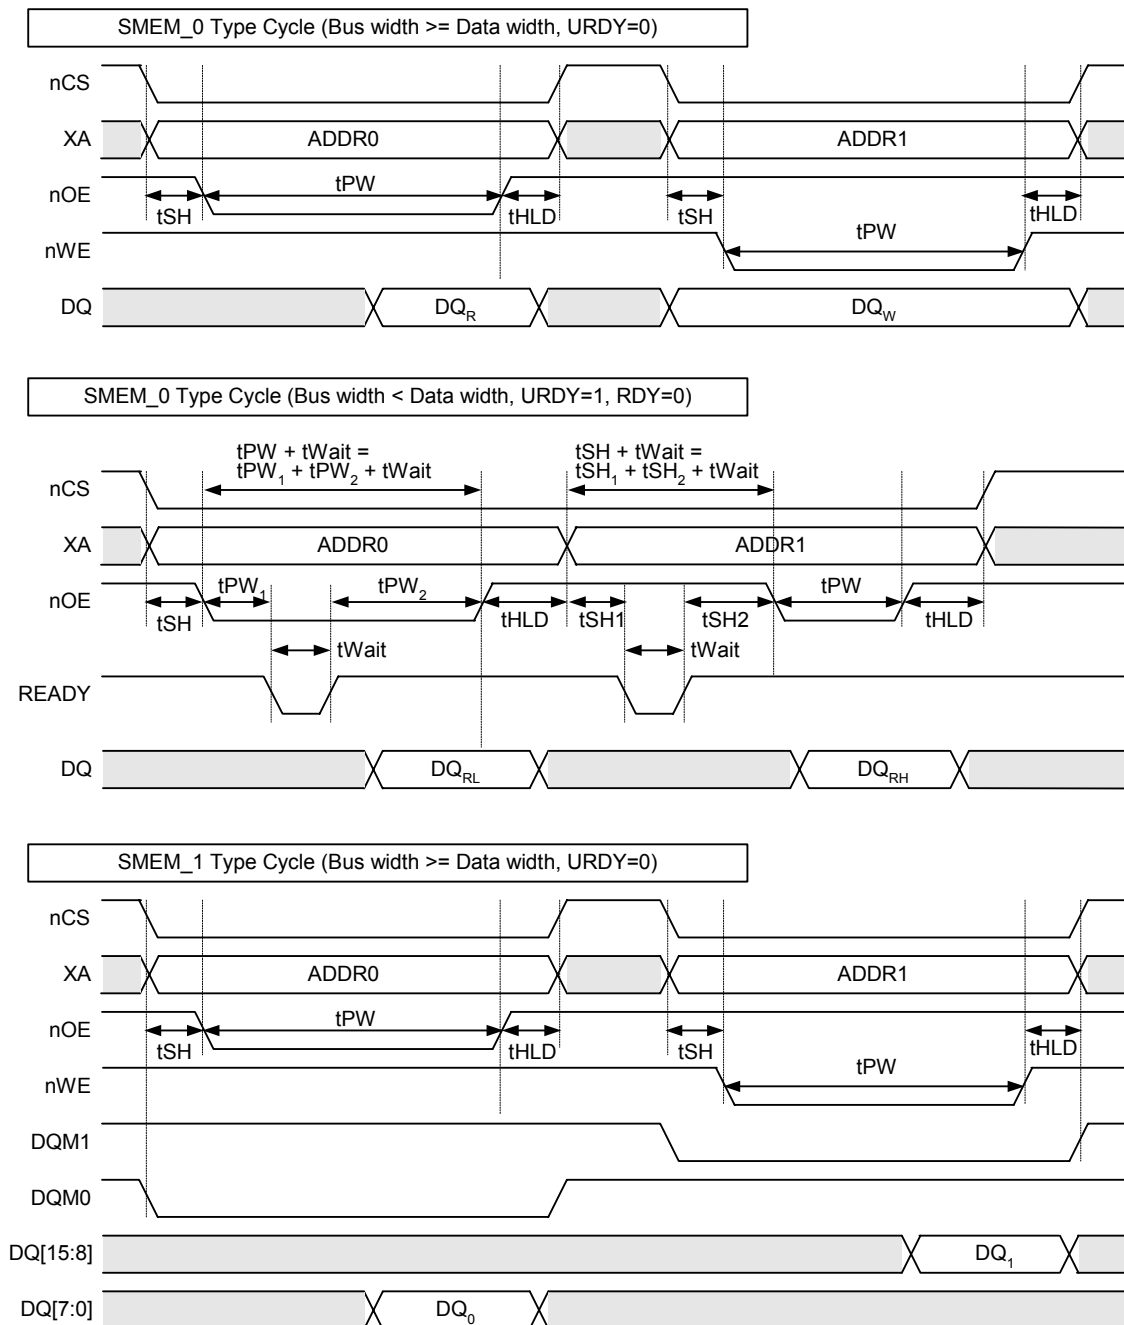 SMEM_0 Type Cycle (Bus width >= Data width, URDY=0)
nCS
XA ADDR0 ADDR1
nOE tSH tPW tHLD tSH tHLD
nWE tPW
DQ DQR DQW
SMEM_0 Type Cycle (Bus width < Data width, URDY=1, RDY=0)
tPW + tWait = tSH + tWait =
tPW1 + tPW2 + tWait tSH1 + tSH2 + tWait
nCS
XA ADDR0 ADDR1
tPW1 tPW2 tPW
nOE
tSH tHLD tSH1 tSH2 tHLD
tWait tWait
READY
DQ DQRL DQRH
SMEM_1 Type Cycle (Bus width >= Data width, URDY=0)
nCS
XA ADDR0 ADDR1
nOE tSH tPW tHLD tSH tHLD
nWE tPW
DQM1
DQM0
DQ[15:8] DQ1
DQ[7:0] DQ0